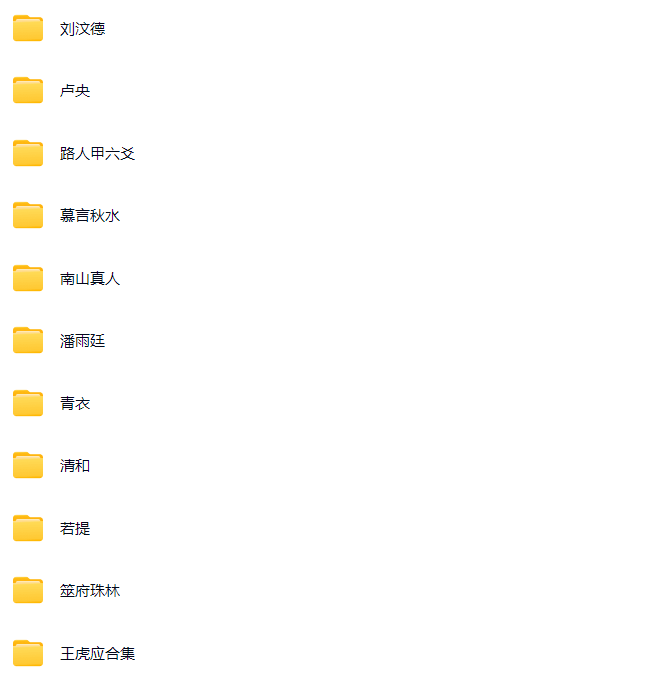 刘汶德
卢央
路人甲六爻
慕言秋水
南山真人
潘雨廷
青衣
清和
若提
筮府珠林
王虎应合集